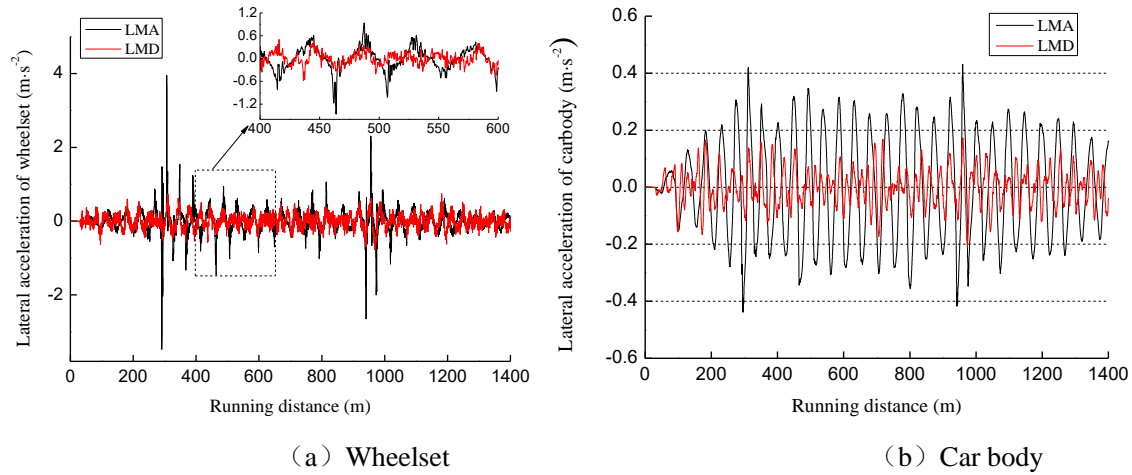 LMA
LMD
Lateral acceleration of wheelset (m·s⁻²)
4
2
0
-2
0 200 400 600 800 1000 1200 1400
Running distance (m)
1.2
0.6
0.0
-0.6
-1.2
400 450 500 550 600
（a）Wheelset
LMA
LMD
Lateral acceleration of carbody (m·s⁻²)
0.6
0.4
0.2
0.0
-0.2
-0.4
-0.6
0 200 400 600 800 1000 1200 1400
Running distance (m)
（b）Car body